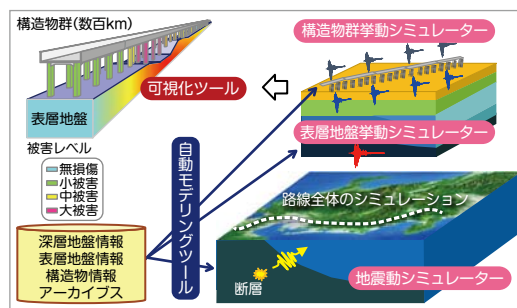 構造物群(数百km)
構造物群挙動シミュレーター
可視化ツール
表層地盤
表層地盤挙動シミュレーター
被害レベル
無損傷
小被害
中被害
大被害
自動モデリングツール
路線全体のシミュレーション
深層地盤情報
表層地盤情報
構造物情報
アーカイブス
断層
地震動シミュレーター